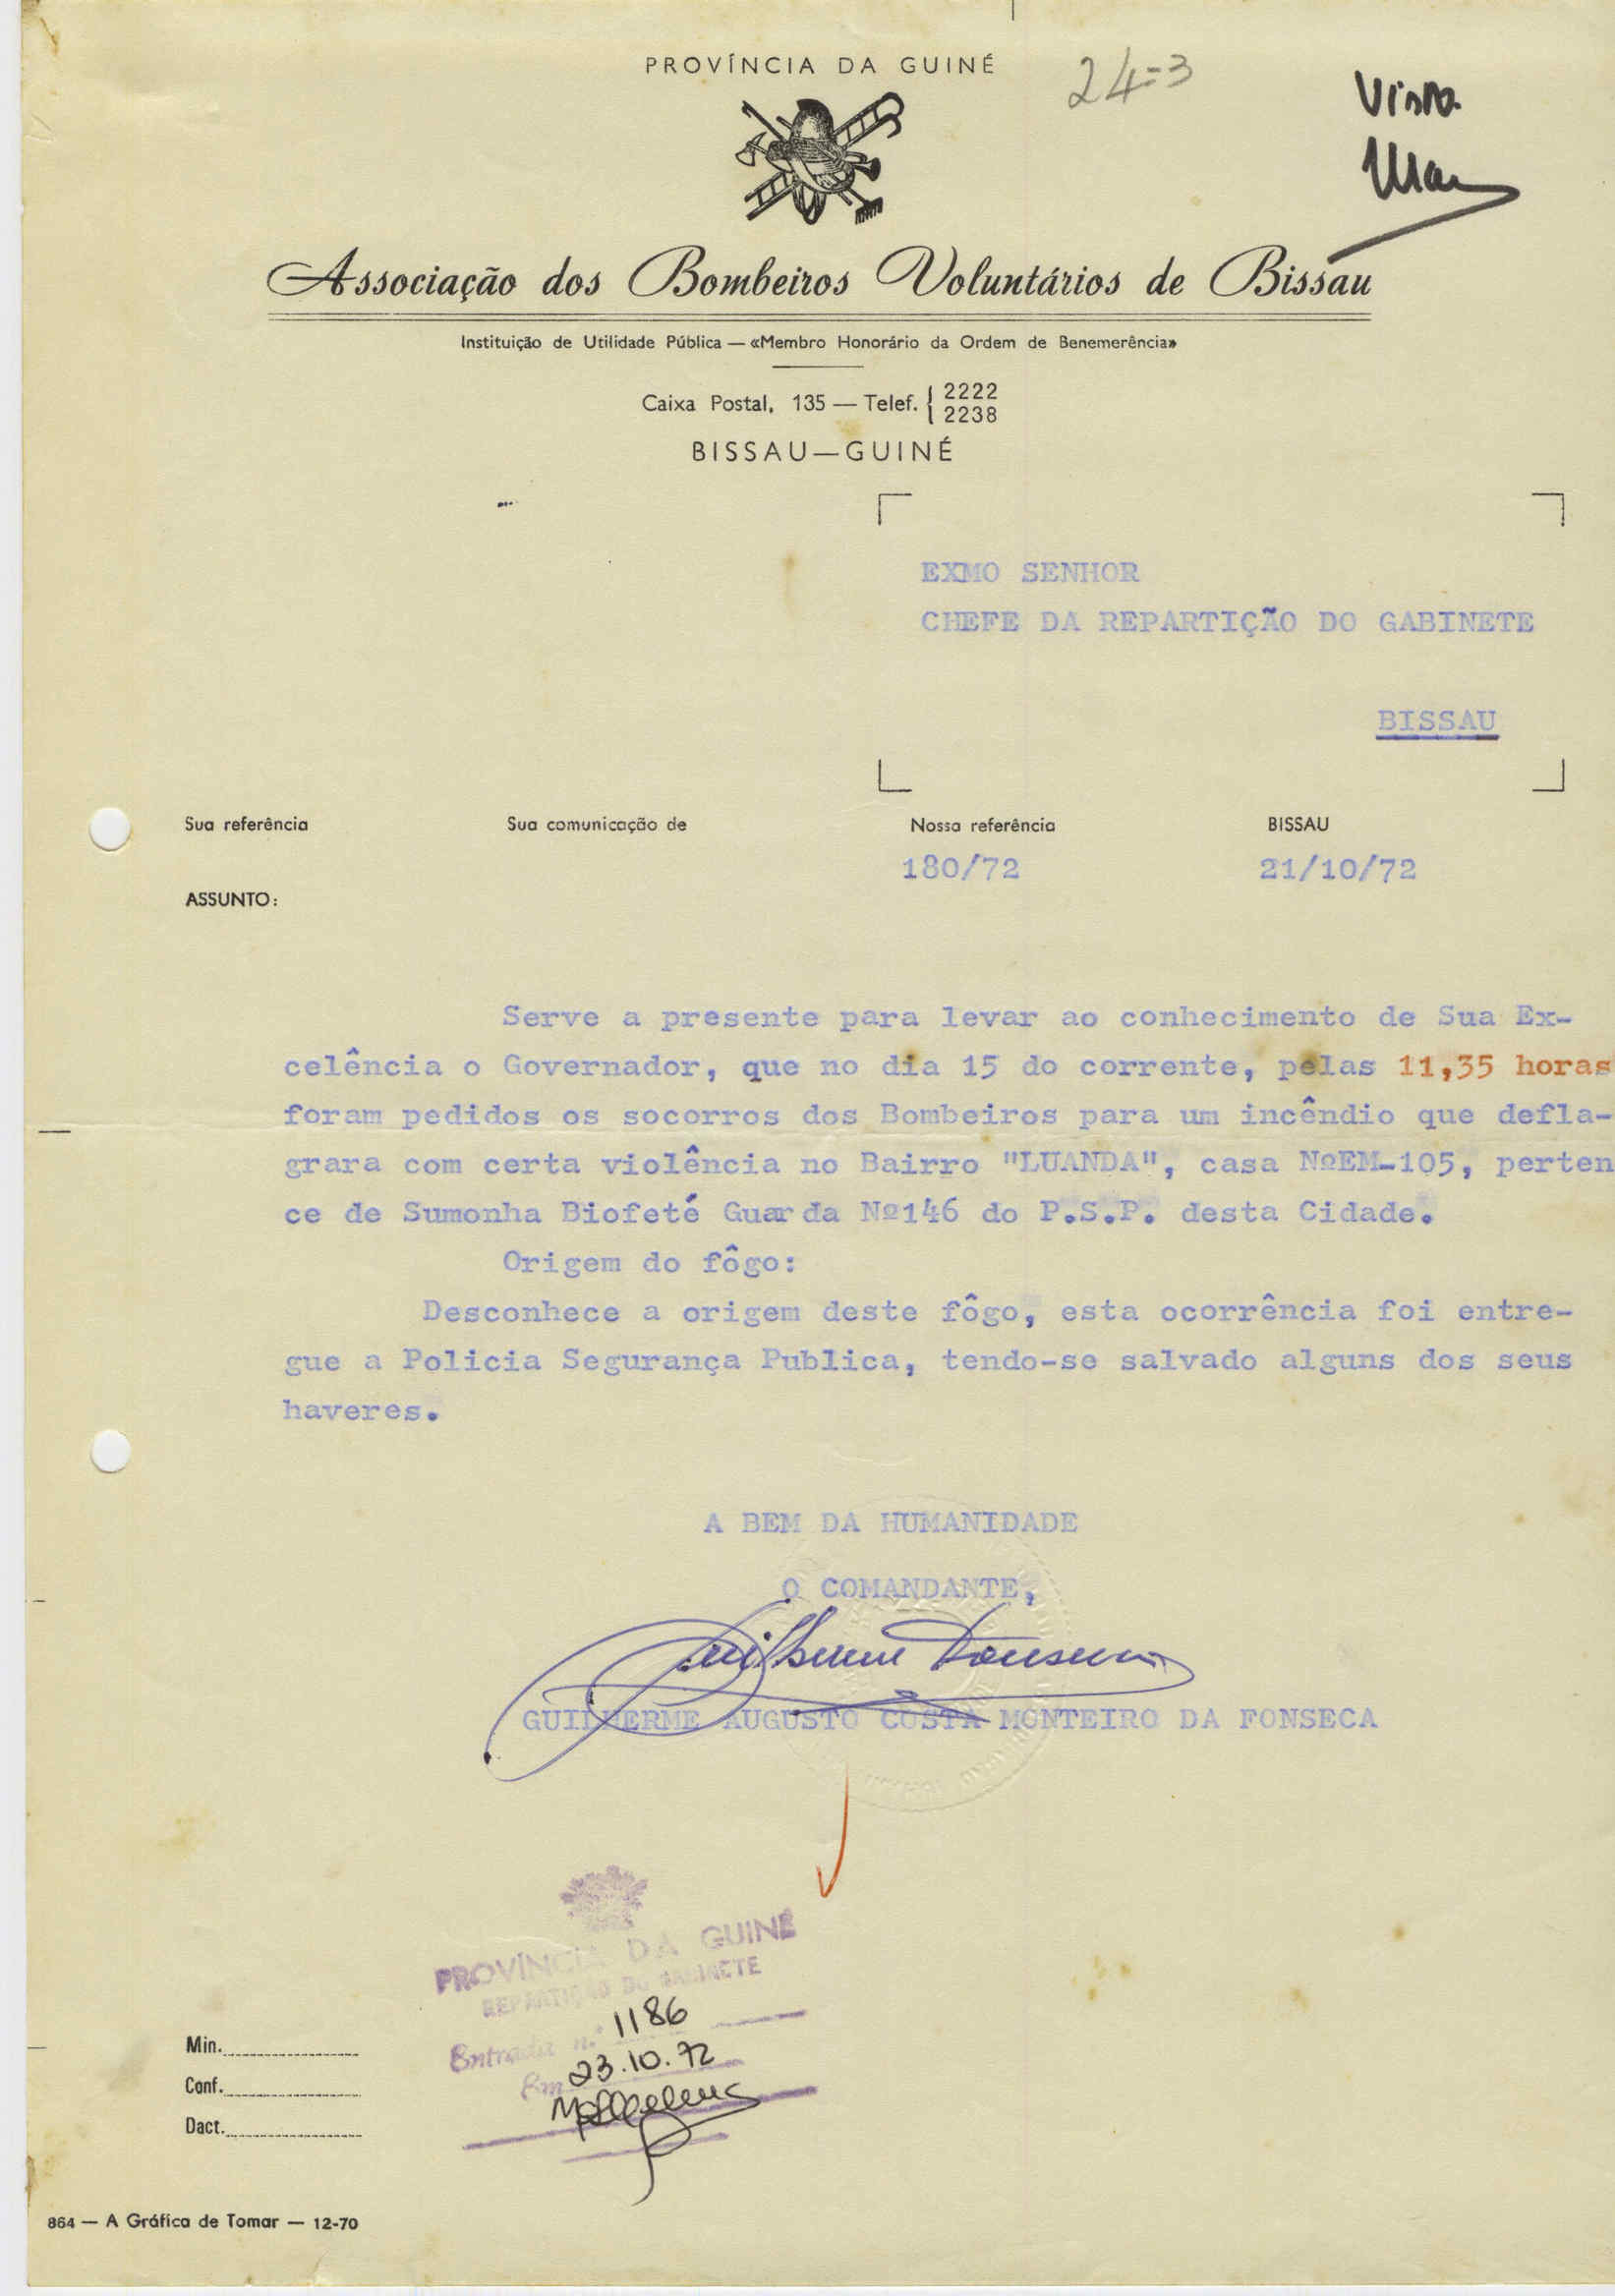 PROVÍNCIA DA GUINÉ
24=3
Visto
Associação dos Bombeiros Voluntários de Bissau
Instituição de Utilidade Pública — «Membro Honorário da Ordem de Benemerência»
Caixa Postal, 135 — Telef. { 2222
2238
BISSAU—GUINÉ
EXMO SENHOR
CHEFE DA REPARTIÇÃO DO GABINETE
BISSAU
Sua referência Sua comunicação de Nossa referência BISSAU
180/72 21/10/72
ASSUNTO:
Serve a presente para levar ao conhecimento de Sua Ex-
celência o Governador, que no dia 15 do corrente, pelas 11,35 horas
foram pedidos os socorros dos Bombeiros para um incêndio que defla-
grara com certa violência no Bairro "LUANDA", casa NºEM-105, perten
ce de Sumonha Biofeté Guarda Nº146 do P.S.P. desta Cidade.
Origem do fôgo:
Desconhece a origem deste fôgo, esta ocorrência foi entre-
gue a Policia Segurança Publica, tendo-se salvado alguns dos seus
haveres.
A BEM DA HUMANIDADE
O COMANDANTE,
Guilherme Fonseca
GUILHERME AUGUSTO COSTA MONTEIRO DA FONSECA
PROVÍNCIA DA GUINÉ
REPARTIÇÃO DO GABINETE
Entrada n.º 1186
Em 23.10.72
Min.
Conf.
Dact.
864 — A Gráfica de Tomar — 12-70